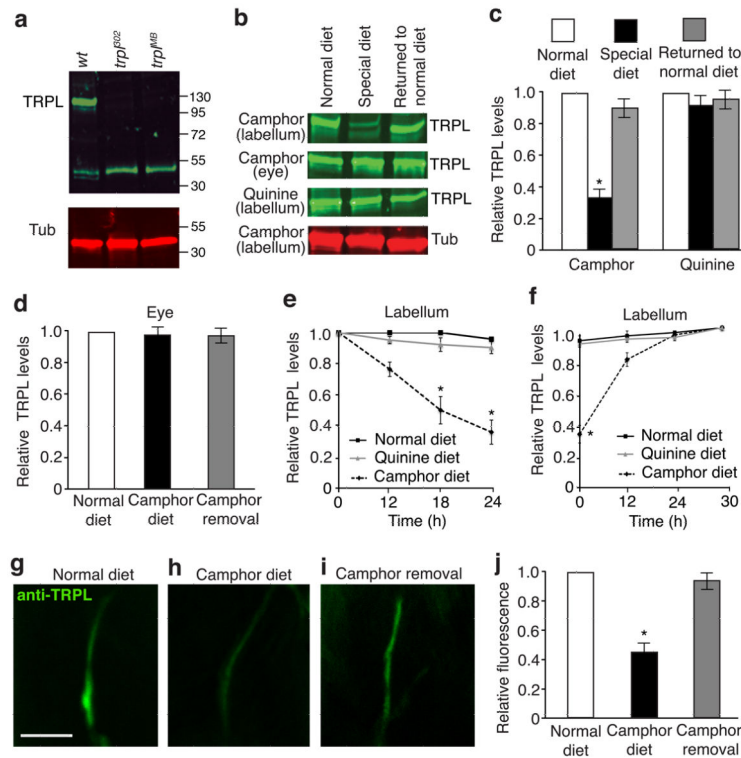 a
wt
trpl302
trplMB
TRPL
130
95
72
55
30
Tub
55
30
b
Normal diet
Special diet
Returned to
normal diet
Camphor
(labellum)
TRPL
Camphor
(eye)
TRPL
Quinine
(labellum)
TRPL
Camphor
(labellum)
Tub
c
Normal
diet
Special
diet
Returned to
normal diet
Relative TRPL levels
1.0
0.8
0.6
0.4
0.2
0
*
Camphor
Quinine
d
Eye
Relative TRPL levels
1.0
0.8
0.6
0.4
0.2
0
Normal
diet
Camphor
diet
Camphor
removal
e
Labellum
Relative TRPL levels
1.0
0.8
0.6
0.4
0.2
0
*
*
Normal diet
Quinine diet
Camphor diet
0
12
18
24
Time (h)
f
Labellum
Relative TRPL levels
1.0
0.8
0.6
0.4
0.2
0
*
Normal diet
Quinine diet
Camphor diet
0
12
23
30
Time (h)
g
Normal diet
anti-TRPL
h
Camphor diet
i
Camphor removal
j
Relative fluorescence
1.0
0.8
0.6
0.4
0.2
0
*
Normal
diet
Camphor
diet
Camphor
removal